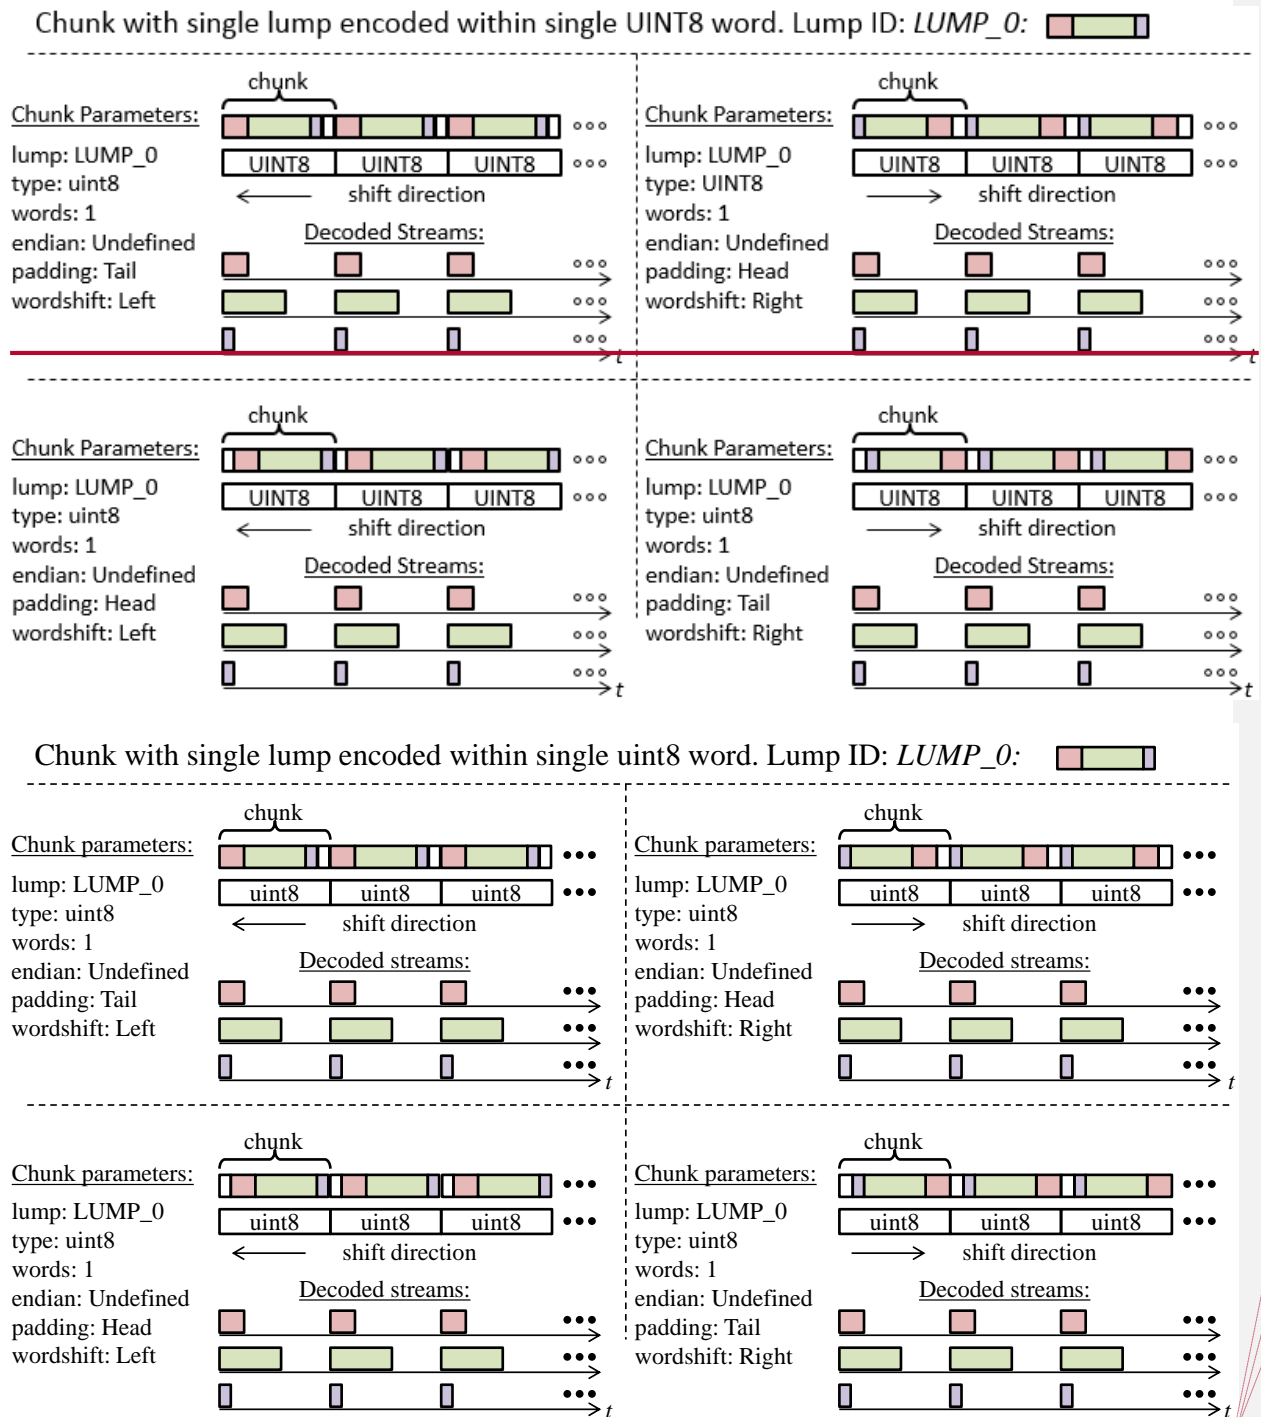 Chunk with single lump encoded within single UINT8 word. Lump ID: LUMP_0:
chunk
Chunk Parameters:
lump: LUMP_0
type: uint8
words: 1
endian: Undefined
padding: Tail
wordshift: Left
UINT8 UINT8 UINT8
shift direction
Decoded Streams:
chunk
Chunk Parameters:
lump: LUMP_0
type: UINT8
words: 1
endian: Undefined
padding: Head
wordshift: Right
UINT8 UINT8 UINT8
shift direction
Decoded Streams:
t
t
chunk
Chunk Parameters:
lump: LUMP_0
type: uint8
words: 1
endian: Undefined
padding: Head
wordshift: Left
UINT8 UINT8 UINT8
shift direction
Decoded Streams:
t
chunk
Chunk Parameters:
lump: LUMP_0
type: uint8
words: 1
endian: Undefined
padding: Tail
wordshift: Right
UINT8 UINT8 UINT8
shift direction
Decoded Streams:
t
Chunk with single lump encoded within single uint8 word. Lump ID: LUMP_0:
chunk
Chunk parameters:
lump: LUMP_0
type: uint8
words: 1
endian: Undefined
padding: Tail
wordshift: Left
uint8 uint8 uint8
shift direction
Decoded streams:
t
chunk
Chunk parameters:
lump: LUMP_0
type: uint8
words: 1
endian: Undefined
padding: Head
wordshift: Right
uint8 uint8 uint8
shift direction
Decoded streams:
t
chunk
Chunk parameters:
lump: LUMP_0
type: uint8
words: 1
endian: Undefined
padding: Head
wordshift: Left
uint8 uint8 uint8
shift direction
Decoded streams:
t
chunk
Chunk parameters:
lump: LUMP_0
type: uint8
words: 1
endian: Undefined
padding: Tail
wordshift: Right
uint8 uint8 uint8
shift direction
Decoded streams:
t